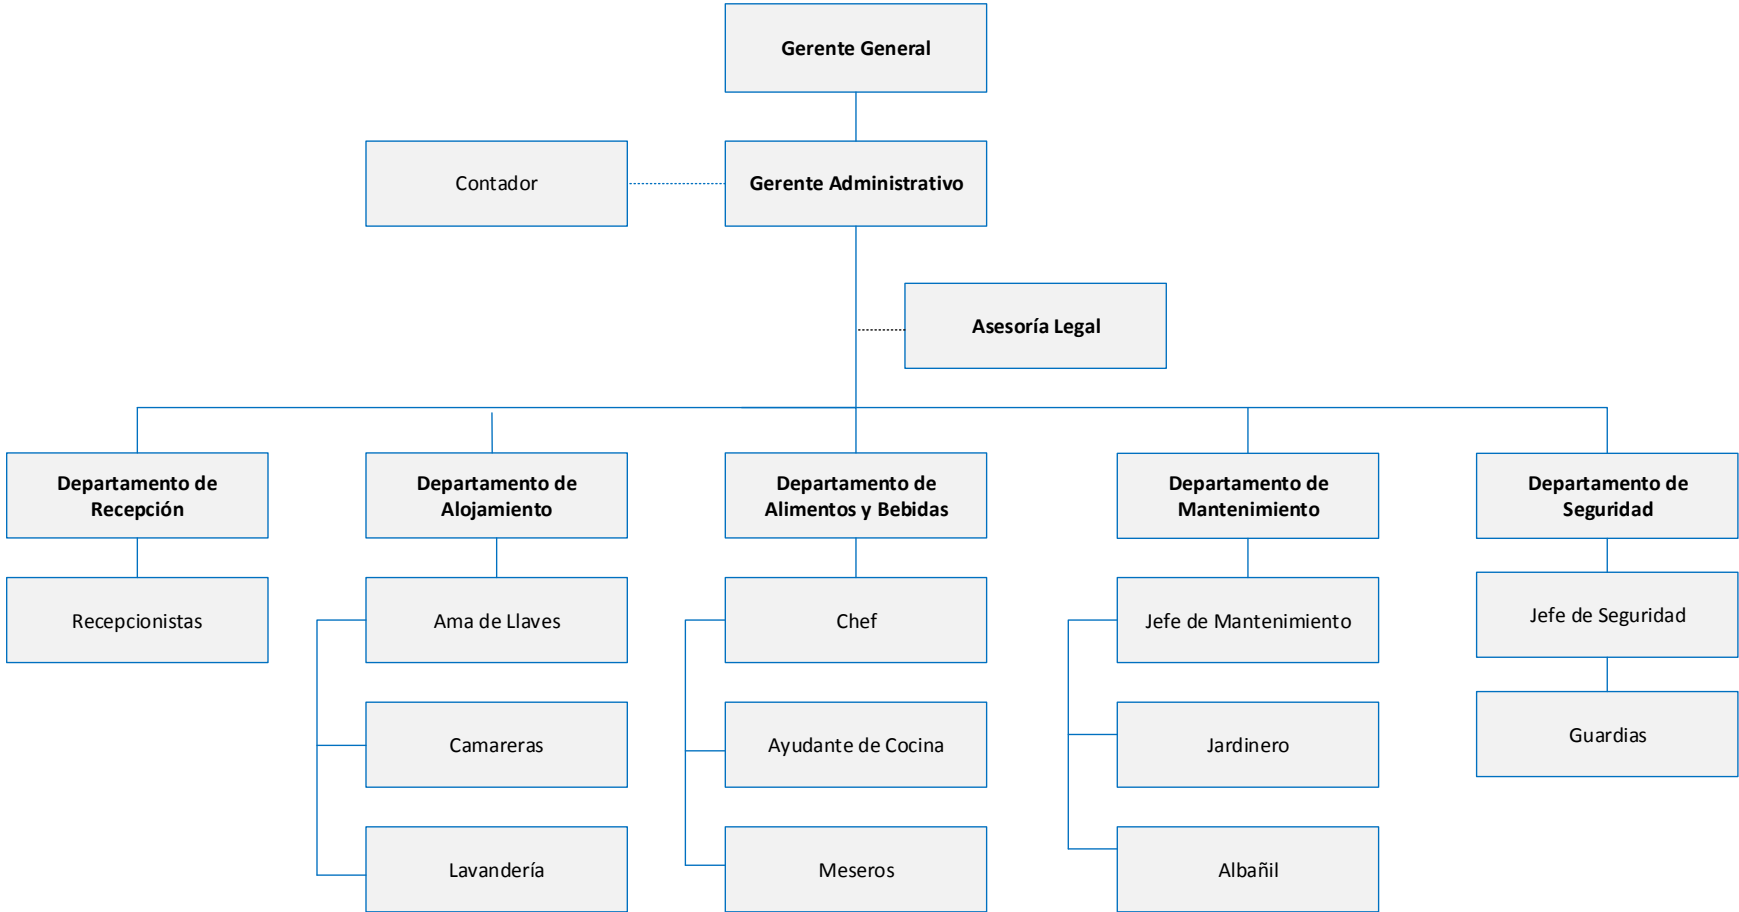 Gerente General
Contador
Gerente Administrativo
Asesoría Legal
Departamento de
Recepción
Departamento de
Alojamiento
Departamento de
Alimentos y Bebidas
Departamento de
Mantenimiento
Departamento de
Seguridad
Recepcionistas
Ama de Llaves
Chef
Jefe de Mantenimiento
Jefe de Seguridad
Camareras
Ayudante de Cocina
Jardinero
Guardias
Lavandería
Meseros
Albañil